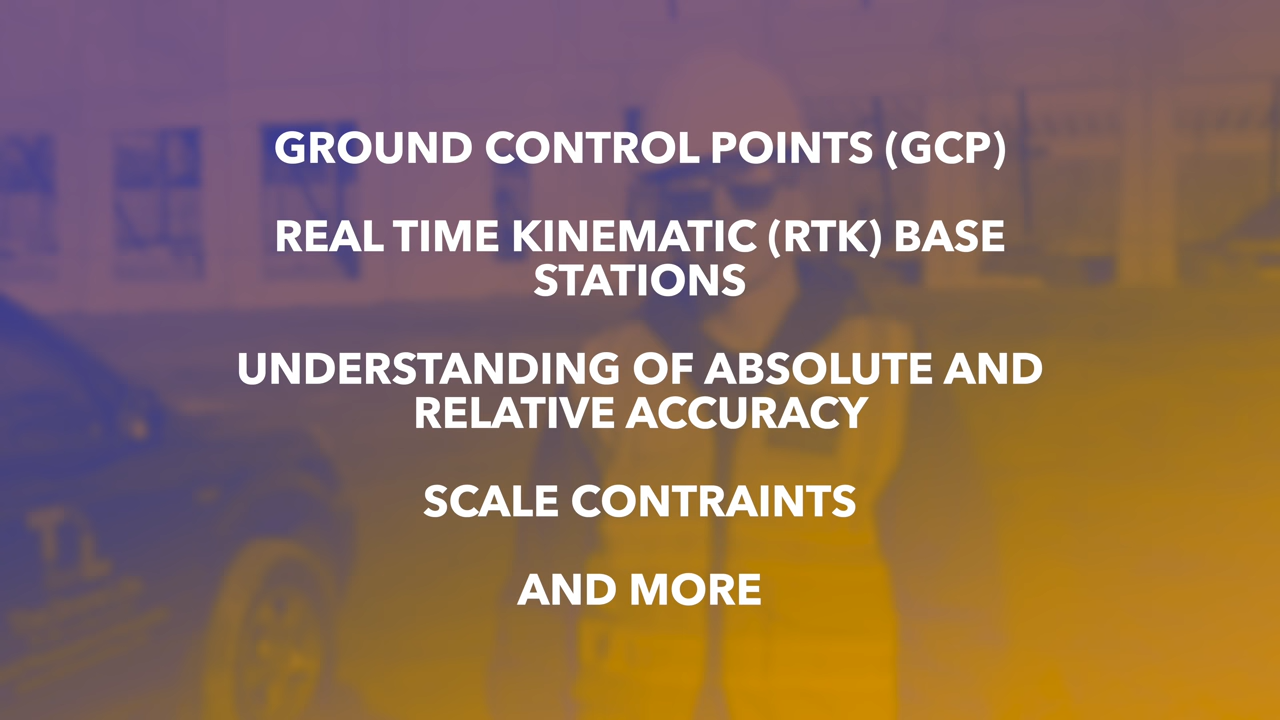 GROUND CONTROL POINTS (GCP)
REAL TIME KINEMATIC (RTK) BASE
STATIONS
UNDERSTANDING OF ABSOLUTE AND
RELATIVE ACCURACY
SCALE CONTRAINTS
AND MORE